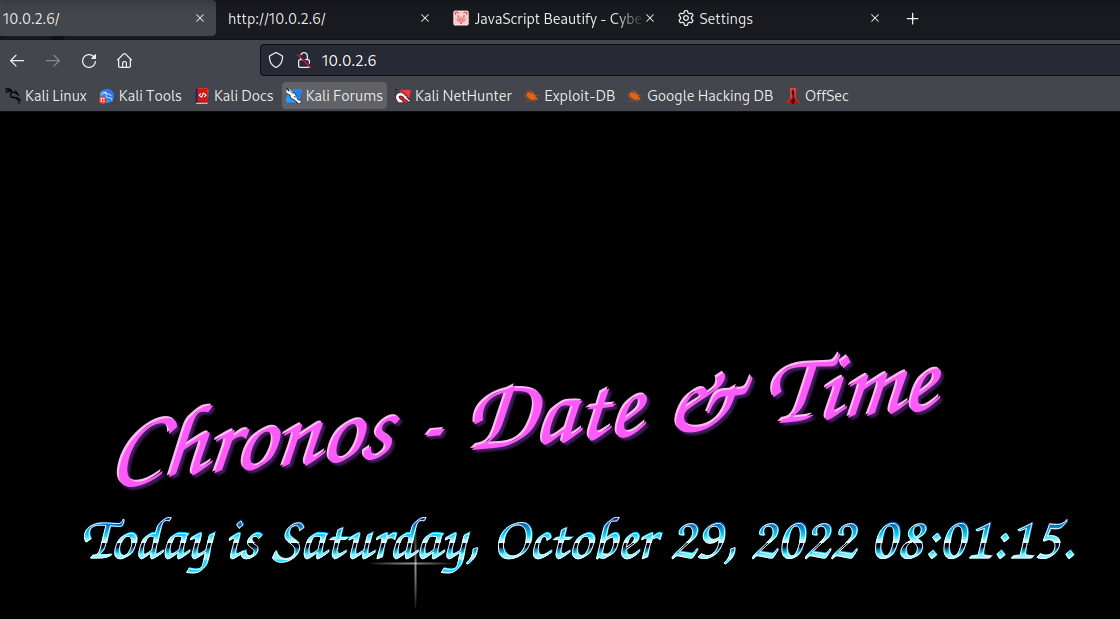 10.0.2.6/
http://10.0.2.6/
JavaScript Beautify - Cybe
Settings
10.0.2.6
Kali Linux Kali Tools Kali Docs Kali Forums Kali NetHunter Exploit-DB Google Hacking DB OffSec
Chronos - Date & Time
Today is Saturday, October 29, 2022 08:01:15.